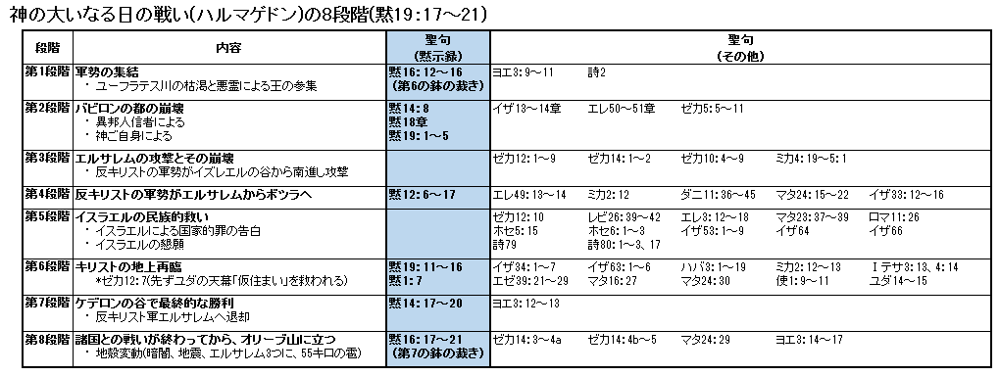 神の大いなる日の戦い(ハルマゲドン)の8段階(黙19:17～21)
段階 内容 聖句(黙示録) 聖句(その他)
第1段階 軍勢の集結 黙16:12～16 ヨエ3:9～11 詩2
・ユーフラテス川の枯渇と悪霊による王の参集 (第6の鉢の裁き)
第2段階 バビロンの都の崩壊 黙14:8 イザ13～14章 エレ50～51章 ゼカ5:5～11
・異邦人信者による 黙18章
・神ご自身による 黙19:1～5
第3段階 エルサレムの攻撃とその崩壊 ゼカ12:1～9 ゼカ14:1～2 ゼカ10:4～9 ミカ4:19～5:1
・反キリストの軍勢がイズレエルの谷から南進し攻撃
第4段階 反キリストの軍勢がエルサレムからボツラへ 黙12:6～17 エレ49:13～14 ミカ2:12 ダニ11:36～45 マタ24:15～22 イザ33:12～16
第5段階 イスラエルの民族的救い ゼカ12:10 レビ26:39～42 エレ3:12～18 マタ23:37～39 ロマ11:26
・イスラエルによる国家的罪の告白 ホセ5:15 ホセ6:1～3 イザ53:1～9 イザ64 イザ66
・イスラエルの懇願 詩79 詩80:1～3、17
第6段階 キリストの地上再臨 黙19:11～16 イザ34:1～7 イザ63:1～6 ハバ3:1～19 ミカ2:12～13 Ⅰテサ3:13、4:14
*ゼカ12:7(先ずユダの天幕「仮住まい」を救われる) 黙1:7 エゼ39:21～29 マタ16:27 マタ24:30 使1:9～11 ユダ14～15
第7段階 ケデロンの谷で最終的な勝利 黙14:17～20 ヨエ3:12～13
・反キリスト軍エルサレムへ退却
第8段階 諸国との戦いが終わってから、オリーブ山に立つ 黙16:17～21 ゼカ14:3～4a ゼカ14:4b～5 マタ24:29 ヨエ3:14～17
・地殻変動(暗闇、地震、エルサレム3つに、55キロの雹) (第7の鉢の裁き)